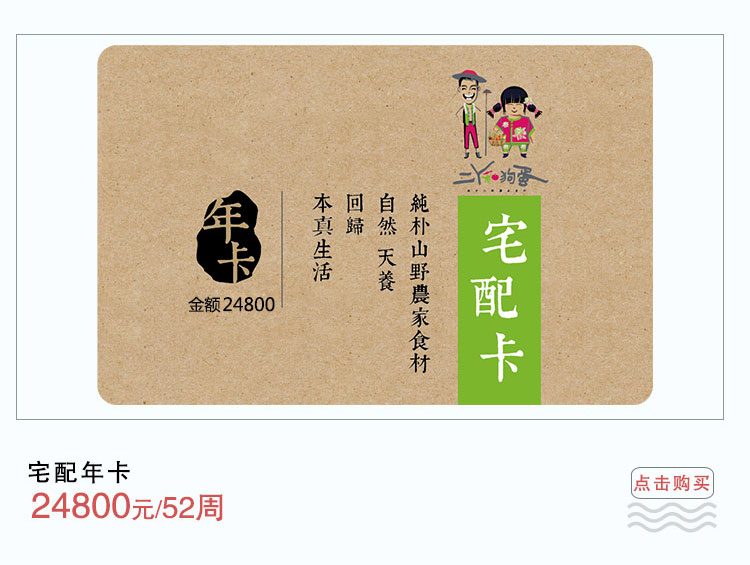 二丫和狗蛋
宅配卡
純朴山野農家食材
自然 天養
回歸
本真生活
年卡
金额24800
宅配年卡
24800元/52周
点击购买